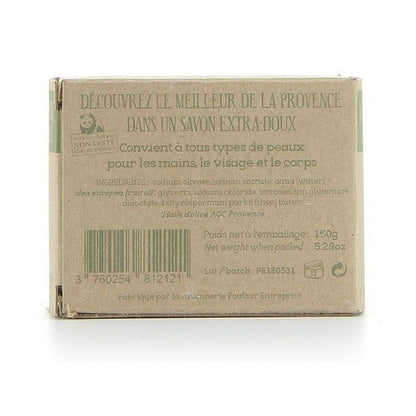 DÉCOUVREZ LE MEILLEUR DE LA PROVENCE
DANS UN SAVON EXTRA-DOUX
NON TESTÉ
Convient à tous types de peaux
pour les mains, le visage et le corps
INGREDIENTS : sodium olivate, sodium cocoate aqua (water),
olea europea fruit oil*, glycerin, sodium chloride, tetrasodium glutamate
diacetate, butyrospermum parkii (shea butter)
*Huile d'olive AOC Provence
Poids net à l'emballage : 150g
Net weight when packed : 5.29oz
Lot / batch : FE180531
12
3 760254 812121
Fabriqué par la savonnerie Foufour Entreprise